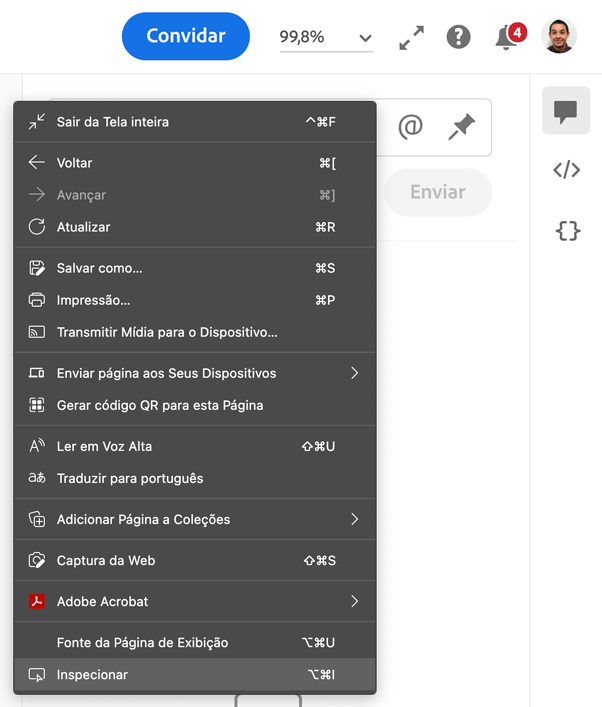 Convidar
99,8%
4
@
Enviar
</>
{}
Sair da Tela inteira ^⌘F
Voltar ⌘[
Avançar ⌘]
Atualizar ⌘R
Salvar como... ⌘S
Impressão... ⌘P
Transmitir Mídia para o Dispositivo...
Enviar página aos Seus Dispositivos
Gerar código QR para esta Página
Ler em Voz Alta ⇧⌘U
Traduzir para português
Adicionar Página a Coleções
Captura da Web ⇧⌘S
Adobe Acrobat
Fonte da Página de Exibição ⌥⌘U
Inspecionar ⌥⌘I